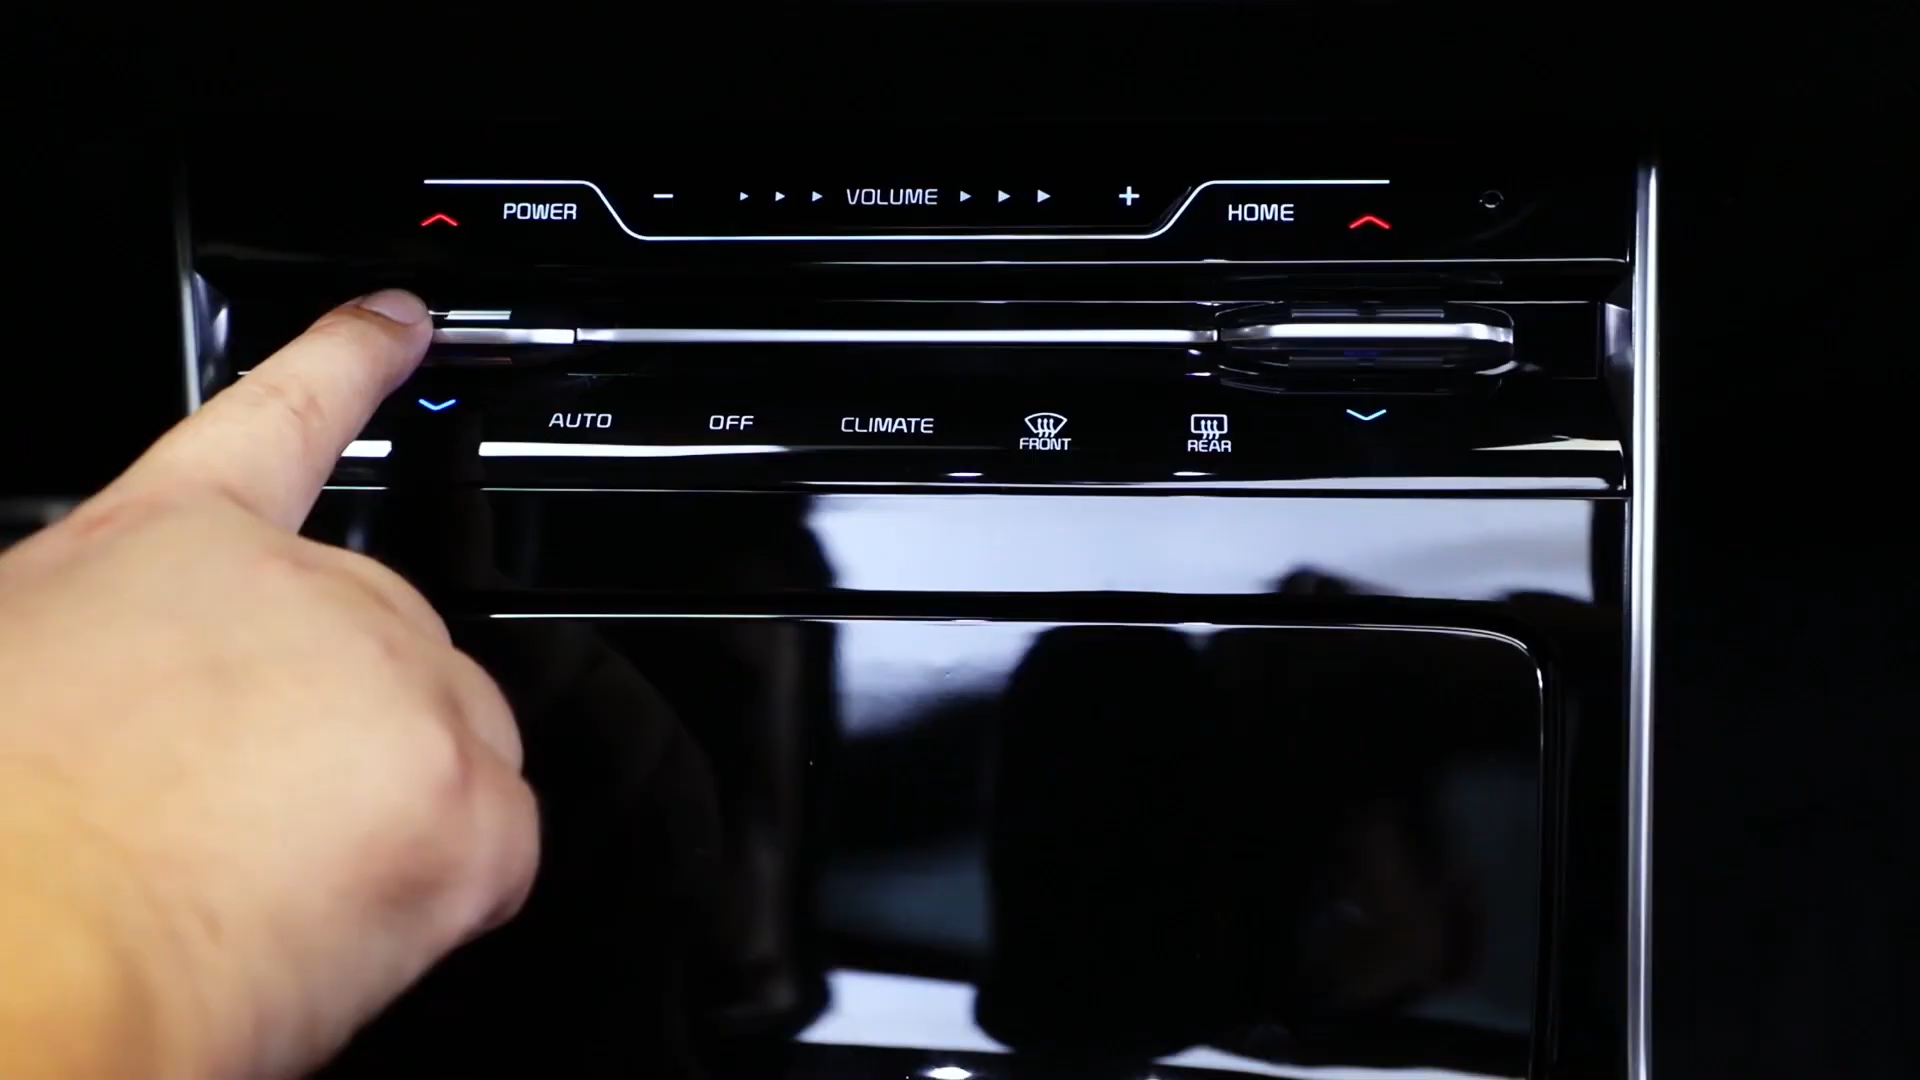 POWER
− VOLUME +
HOME
AUTO
OFF
CLIMATE
FRONT
REAR